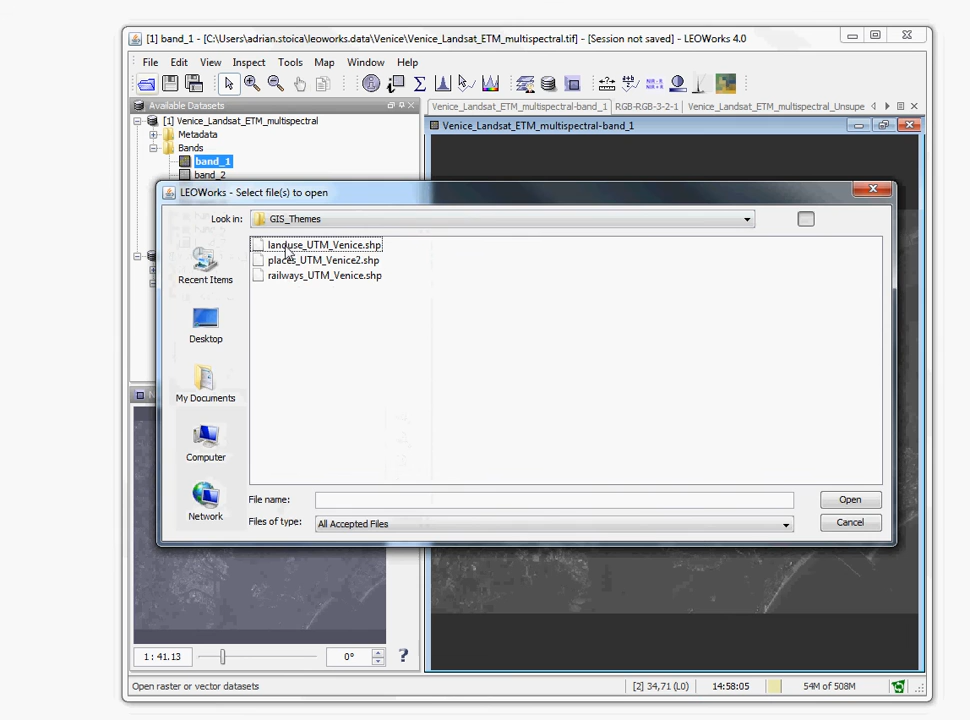 [1] band_1 - [C:\Users\adrian.stoica\leoworks.data\Venice\Venice_Landsat_ETM_multispectral.tif] - [Session not saved] - LEOWorks 4.0
File Edit View Inspect Tools Map Window Help
Available Datasets
Venice_Landsat_ETM_multispectral-band_1 RGB-RGB-3-2-1 Venice_Landsat_ETM_multispectral_Unsupe
[1] Venice_Landsat_ETM_multispectral
Venice_Landsat_ETM_multispectral-band_1
Metadata
Bands
band_1
band_2
LEOWorks - Select file(s) to open
Look in: GIS_Themes
landuse_UTM_Venice.shp
places_UTM_Venice2.shp
railways_UTM_Venice.shp
Recent Items
Desktop
My Documents
Computer
Network
File name: Open
Files of type: All Accepted Files Cancel
1 : 41.13 0° ?
Open raster or vector datasets [2] 34,71 (L0) 14:58:05 54M of 508M